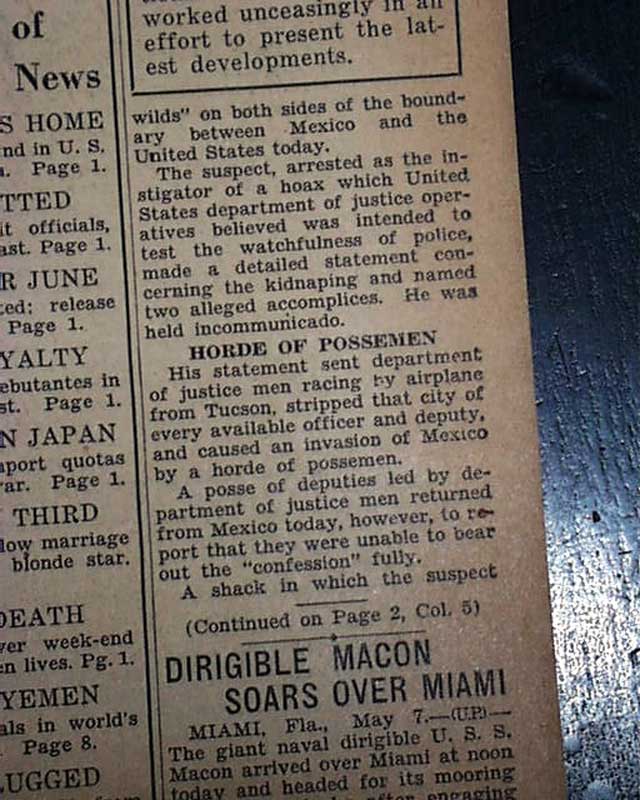 of
News
S HOME
nd in U. S.
Page 1.
TTED
it officials,
ast. Page 1.
R JUNE
ted; release
Page 1.
YALTY
ebutantes in
st. Page 1.
N JAPAN
mport quotas
ar. Page 1.
THIRD
low marriage
blonde star.
DEATH
ver week-end
n lives. Pg. 1.
YEMEN
als in world's
Page 8.
LUGGED
worked unceasingly in an
effort to present the lat-
est developments.
wilds" on both sides of the bound-
ary between Mexico and the
United States today.
The suspect, arrested as the in-
stigator of a hoax which United
States department of justice oper-
atives believed was intended to
test the watchfulness of police,
made a detailed statement con-
cerning the kidnaping and named
two alleged accomplices. He was
held incommunicado.
HORDE OF POSSEMEN
His statement sent department
of justice men racing by airplane
from Tucson, stripped that city of
every available officer and deputy,
and caused an invasion of Mexico
by a horde of possemen.
A posse of deputies led by de-
partment of justice men returned
from Mexico today, however, to re-
port that they were unable to bear
out the "confession" fully.
A shack in which the suspect
(Continued on Page 2, Col. 5)
DIRIGIBLE MACON
SOARS OVER MIAMI
MIAMI, Fla., May 7.—(U.P.)—
The giant naval dirigible U. S. S.
Macon arrived over Miami at noon
today and headed for its mooring
after engaging